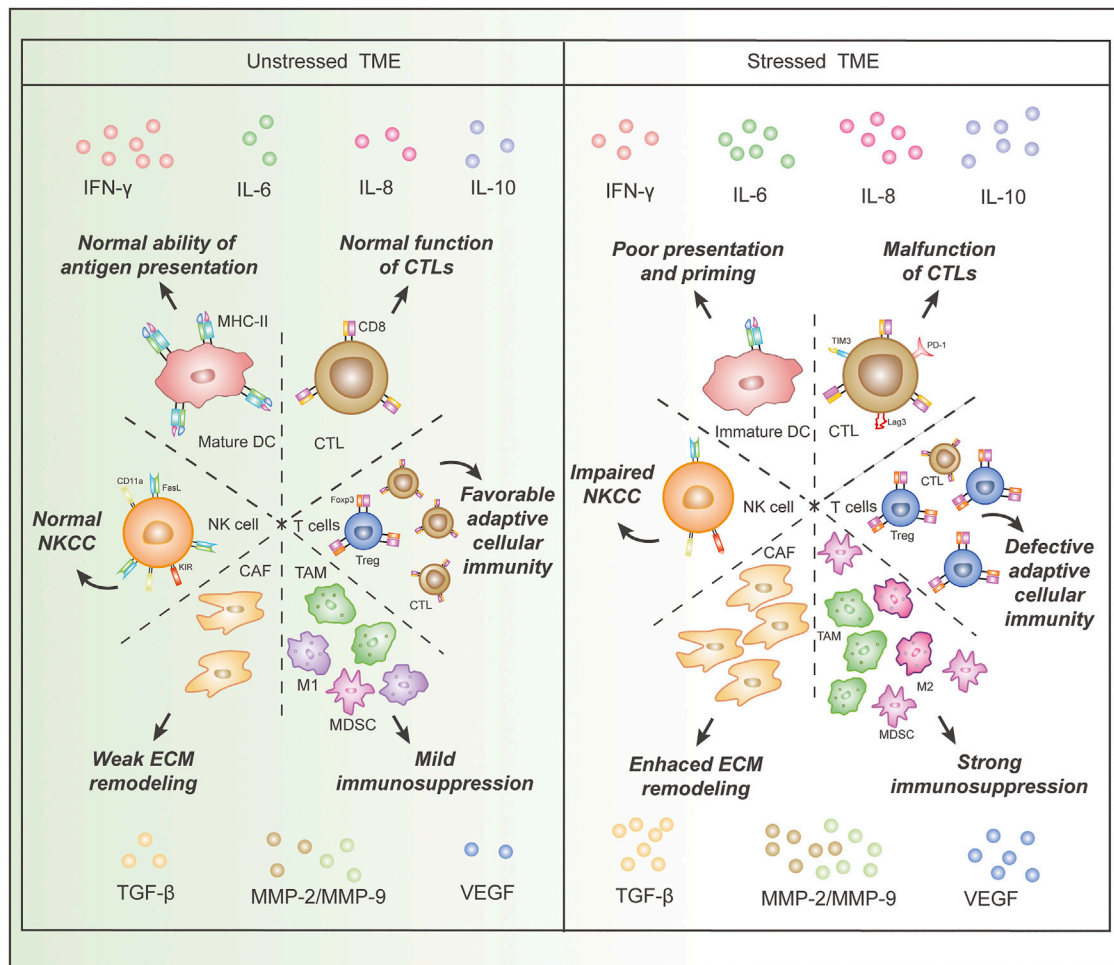 Unstressed TME
IFN-γ
IL-6
IL-8
IL-10
Normal ability of
antigen presentation
Normal function
of CTLs
MHC-II
CD8
Mature DC
CTL
CD11a
FasL
Normal
NKCC
KIR
NK cell
T cells
Foxp3
Treg
CTL
Favorable
adaptive
cellular
immunity
CAF
TAM
M1
MDSC
Weak ECM
remodeling
Mild
immunosuppression
TGF-β
MMP-2/MMP-9
VEGF
Stressed TME
IFN-γ
IL-6
IL-8
IL-10
Poor presentation
and priming
Malfunction
of CTLs
TIM3
PD-1
Lag3
Immature DC
CTL
Impaired
NKCC
NK cell
T cells
CTL
Treg
Defective
adaptive
cellular
immunity
CAF
TAM
M2
MDSC
Enhaced ECM
remodeling
Strong
immunosuppression
TGF-β
MMP-2/MMP-9
VEGF